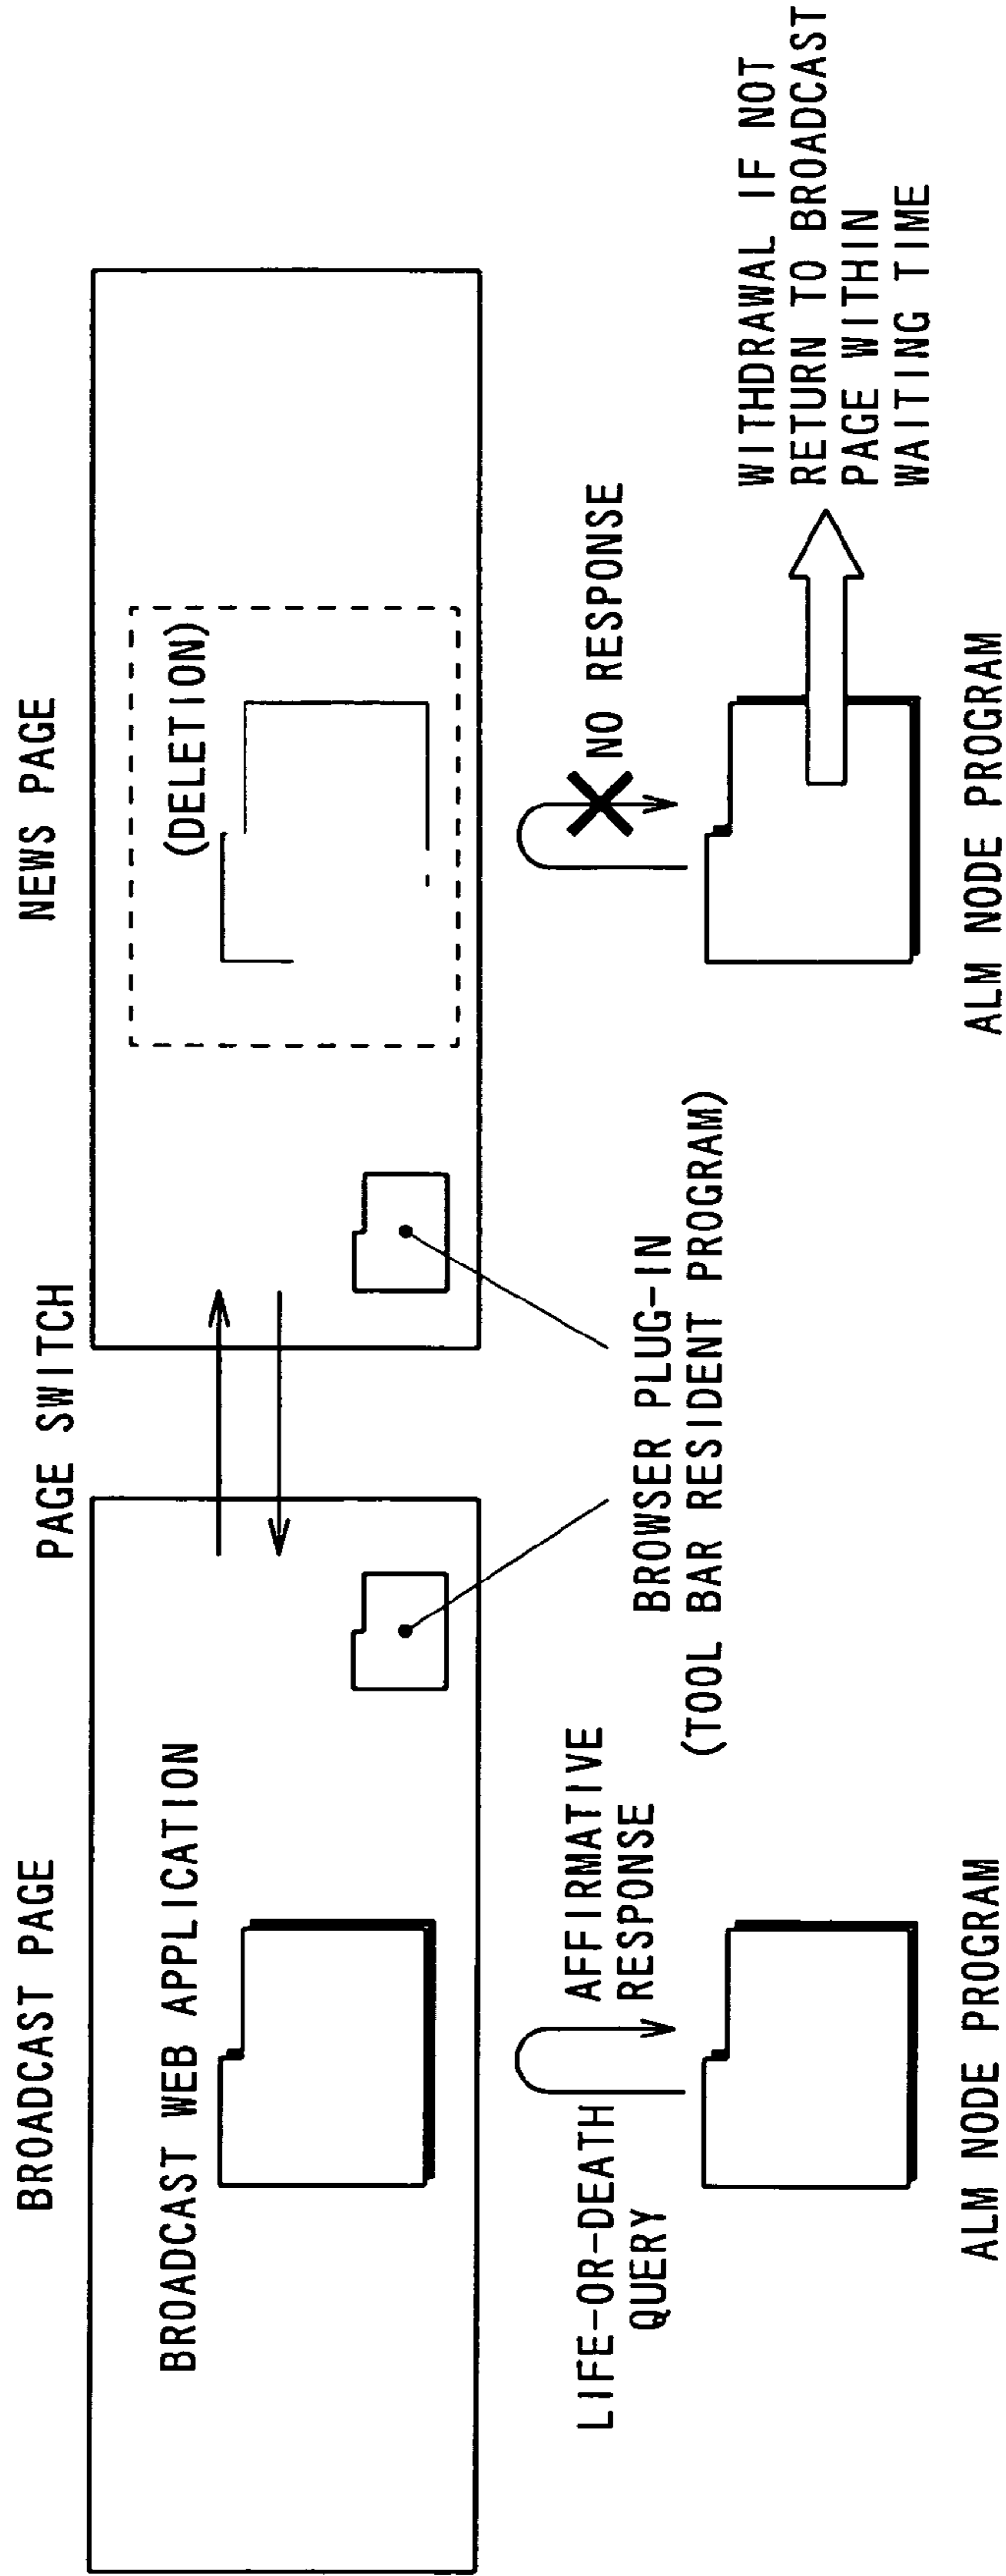 BROADCAST PAGE
PAGE SWITCH
NEWS PAGE
BROADCAST WEB APPLICATION
(DELETION)
LIFE-OR-DEATH
QUERY
AFFIRMATIVE
RESPONSE
BROWSER PLUG-IN
(TOOL BAR RESIDENT PROGRAM)
NO RESPONSE
WITHDRAWAL IF NOT
RETURN TO BROADCAST
PAGE WITHIN
WAITING TIME
ALM NODE PROGRAM
ALM NODE PROGRAM